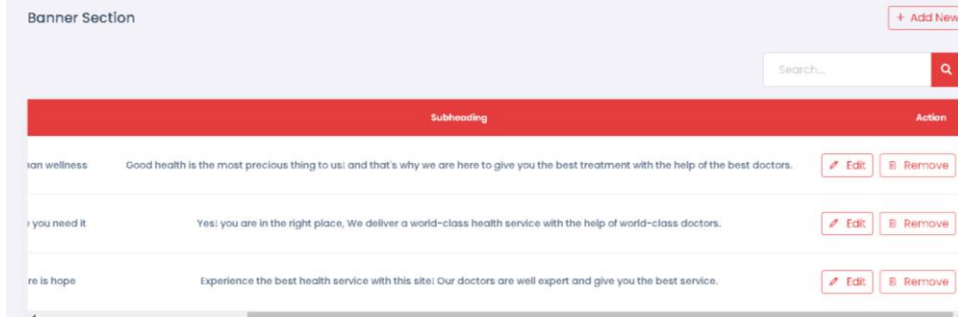 Banner Section
+ Add New
Search...
Subheading
Action
wellness
Good health is the most precious thing to us! and that's why we are here to give you the best treatment with the help of the best doctors.
Edit
Remove
you need it
Yes! you are in the right place, We deliver a world-class health service with the help of world-class doctors.
Edit
Remove
re is hope
Experience the best health service with this site! Our doctors are well expert and give you the best service.
Edit
Remove